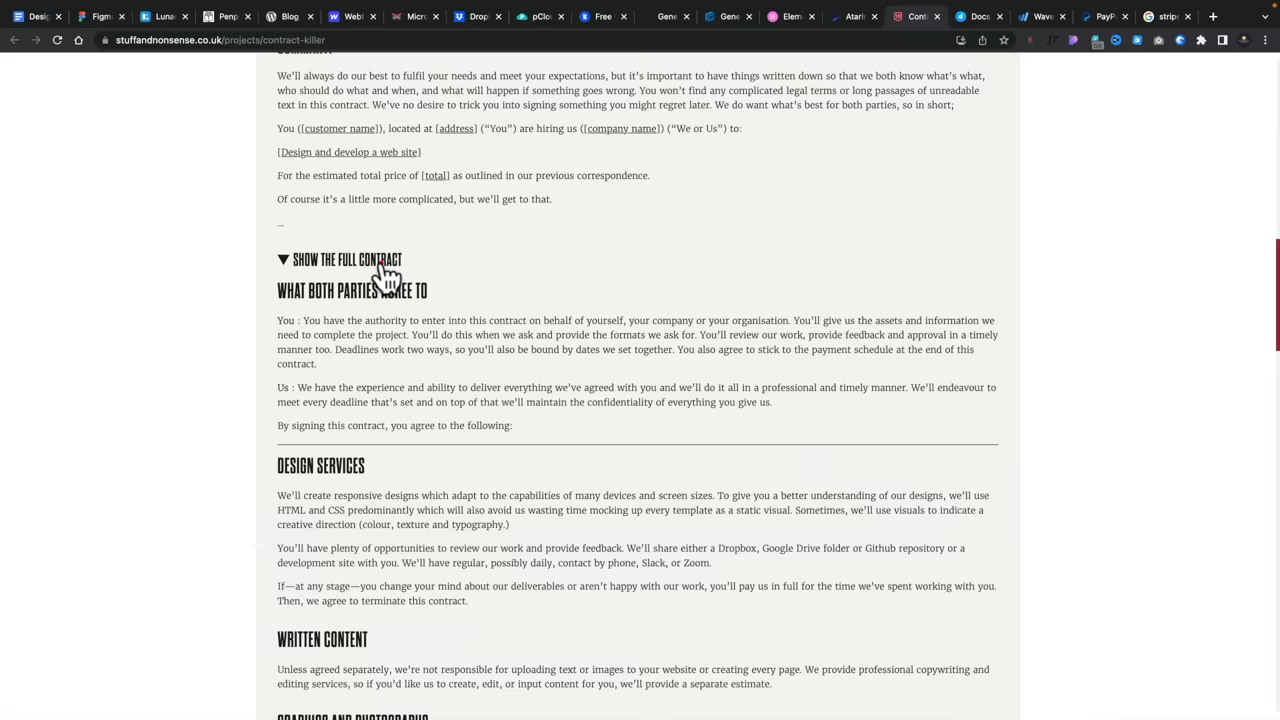 Design
Figm
Lunac
Penp
Blog
Webf
Micro
Dropb
pClou
Free
Gene
Gene
Elem
Atarin
Contr
Docs
Wave
PayPa
stripe
stuffandnonsense.co.uk/projects/contract-killer
We'll always do our best to fulfil your needs and meet your expectations, but it's important to have things written down so that we both know what's what,
who should do what and when, and what will happen if something goes wrong. You won't find any complicated legal terms or long passages of unreadable
text in this contract. We've no desire to trick you into signing something you might regret later. We do want what's best for both parties, so in short;
You ([customer name]), located at [address] (“You”) are hiring us ([company name]) (“We or Us”) to:
[Design and develop a web site]
For the estimated total price of [total] as outlined in our previous correspondence.
Of course it's a little more complicated, but we'll get to that.
...
SHOW THE FULL CONTRACT
WHAT BOTH PARTIES AGREE TO
You : You have the authority to enter into this contract on behalf of yourself, your company or your organisation. You'll give us the assets and information we
need to complete the project. You'll do this when we ask and provide the formats we ask for. You'll review our work, provide feedback and approval in a timely
manner too. Deadlines work two ways, so you'll also be bound by dates we set together. You also agree to stick to the payment schedule at the end of this
contract.
Us : We have the experience and ability to deliver everything we've agreed with you and we'll do it all in a professional and timely manner. We'll endeavour to
meet every deadline that's set and on top of that we'll maintain the confidentiality of everything you give us.
By signing this contract, you agree to the following:
DESIGN SERVICES
We'll create responsive designs which adapt to the capabilities of many devices and screen sizes. To give you a better understanding of our designs, we'll use
HTML and CSS predominantly which will also avoid us wasting time mocking up every template as a static visual. Sometimes, we'll use visuals to indicate a
creative direction (colour, texture and typography.)
You'll have plenty of opportunities to review our work and provide feedback. We'll share either a Dropbox, Google Drive folder or Github repository or a
development site with you. We'll have regular, possibly daily, contact by phone, Slack, or Zoom.
If—at any stage—you change your mind about our deliverables or aren't happy with our work, you'll pay us in full for the time we've spent working with you.
Then, we agree to terminate this contract.
WRITTEN CONTENT
Unless agreed separately, we're not responsible for uploading text or images to your website or creating every page. We provide professional copywriting and
editing services, so if you'd like us to create, edit, or input content for you, we'll provide a separate estimate.
GRAPHICS AND PHOTOGRAPHS